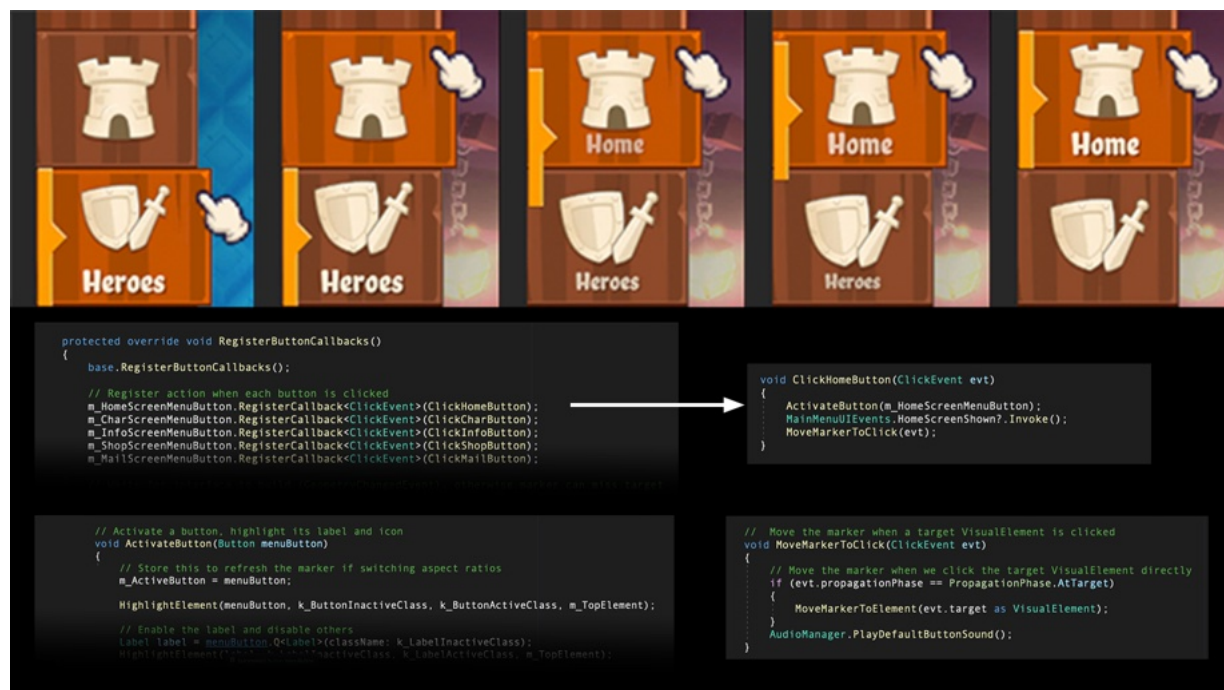 Home
Home
Home
Heroes
Heroes
Heroes
Heroes
protected override void RegisterButtonCallbacks()
{
base.RegisterButtonCallbacks();
// Register action when each button is clicked
m_HomeScreenMenuButton.RegisterCallback<ClickEvent>(ClickHomeButton);
m_CharScreenMenuButton.RegisterCallback<ClickEvent>(ClickCharButton);
m_InfoScreenMenuButton.RegisterCallback<ClickEvent>(ClickInfoButton);
m_ShopScreenMenuButton.RegisterCallback<ClickEvent>(ClickShopButton);
m_MailScreenMenuButton.RegisterCallback<ClickEvent>(ClickMailButton);
void ClickHomeButton(ClickEvent evt)
{
ActivateButton(m_HomeScreenMenuButton);
MainMenuUIEvents.HomeScreenShown?.Invoke();
MoveMarkerToClick(evt);
}
// Activate a button, highlight its label and icon
void ActivateButton(Button menuButton)
{
// Store this to refresh the marker if switching aspect ratios
m_ActiveButton = menuButton;
HighlightElement(menuButton, k_ButtonInactiveClass, k_ButtonActiveClass, m_TopElement);
// Enable the label and disable others
Label label = menuButton.Q<Label>(className: k_LabelInactiveClass);
HighlightElement(label, k_LabelInactiveClass, k_LabelActiveClass, m_TopElement);
// Move the marker when a target VisualElement is clicked
void MoveMarkerToClick(ClickEvent evt)
{
// Move the marker when we click the target VisualElement directly
if (evt.propagationPhase == PropagationPhase.AtTarget)
{
MoveMarkerToElement(evt.target as VisualElement);
}
AudioManager.PlayDefaultButtonSound();
}